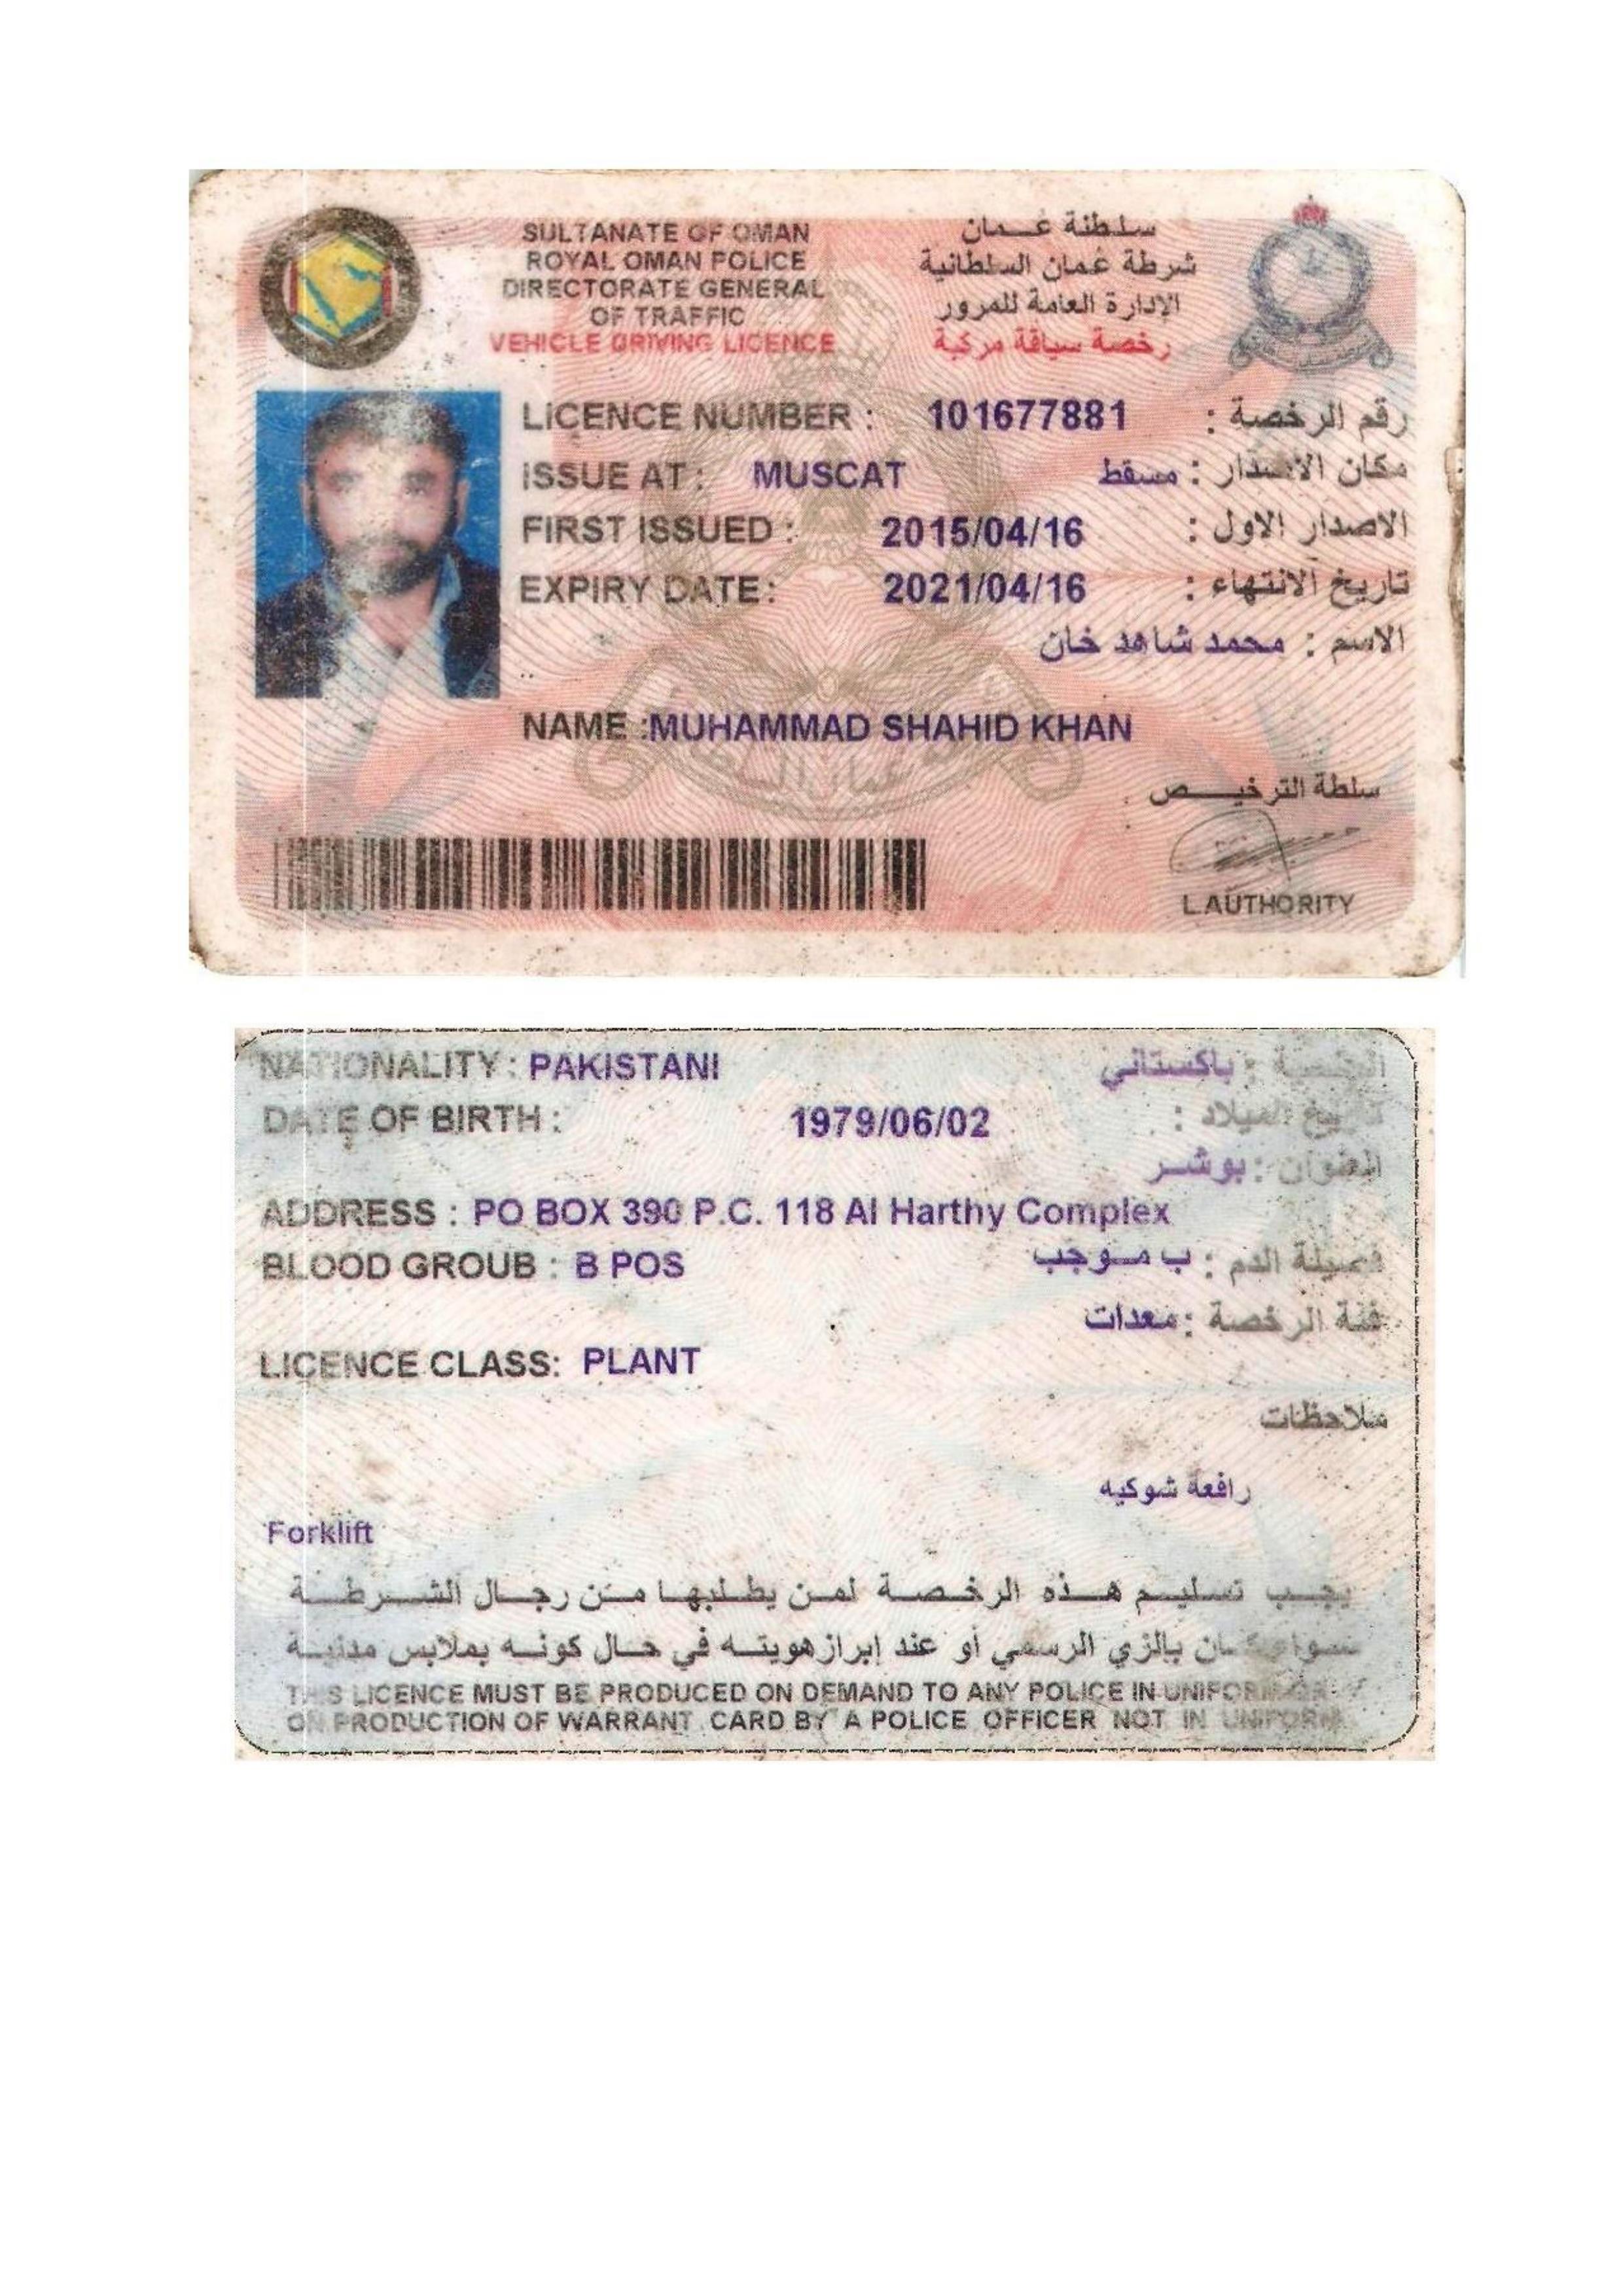 SULTANATE OF OMAN
ROYAL OMAN POLICE
DIRECTORATE GENERAL
OF TRAFFIC
VEHICLE DRIVING LICENCE
سلطنة عمان
شرطة عمان السلطانية
الإدارة العامة للمرور
رخصة سياقة مركبة
LICENCE NUMBER : 101677881 رقم الرخصة :
ISSUE AT : MUSCAT مكان الاصدار : مسقط
FIRST ISSUED : 2015/04/16 الاصدار الاول :
EXPIRY DATE: 2021/04/16 تاريخ الانتهاء :
الاسم : محمد شاهد خان
NAME :MUHAMMAD SHAHID KHAN
سلطة الترخيص
L.AUTHORITY
NATIONALITY : PAKISTANI الجنسية : باكستاني
DATE OF BIRTH : 1979/06/02 تاريخ الميلاد :
العنوان : بوشر
ADDRESS : PO BOX 390 P.C. 118 Al Harthy Complex
BLOOD GROUB : B POS فصيلة الدم : ب موجب
فئة الرخصة : معدات
LICENCE CLASS: PLANT
ملاحظات
رافعة شوكيه
Forklift
يجب تسليم هذه الرخصة لمن يطلبها من رجال الشرطة
سواء كان بالزي الرسمي أو عند إبراز هويته في حال كونه بملابس مدنية
THIS LICENCE MUST BE PRODUCED ON DEMAND TO ANY POLICE IN UNIFORM OR
ON PRODUCTION OF WARRANT CARD BY A POLICE OFFICER NOT IN UNIFORM